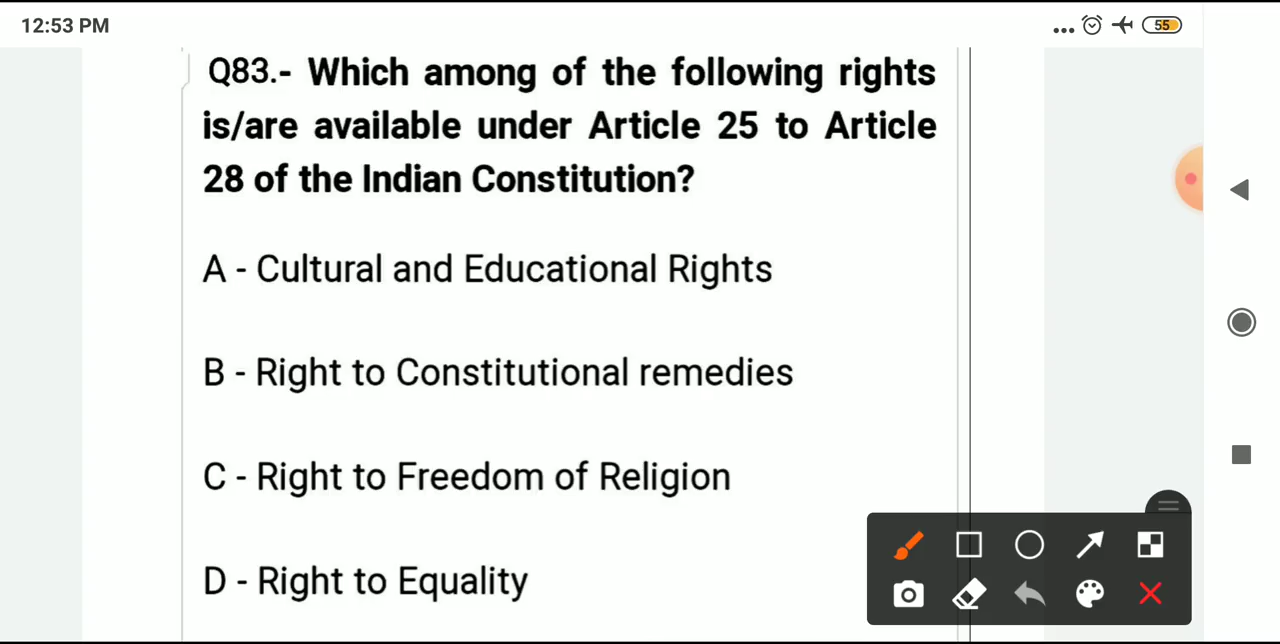 12:53 PM
55
Q83.- Which among of the following rights
is/are available under Article 25 to Article
28 of the Indian Constitution?
A - Cultural and Educational Rights
B - Right to Constitutional remedies
C - Right to Freedom of Religion
D - Right to Equality